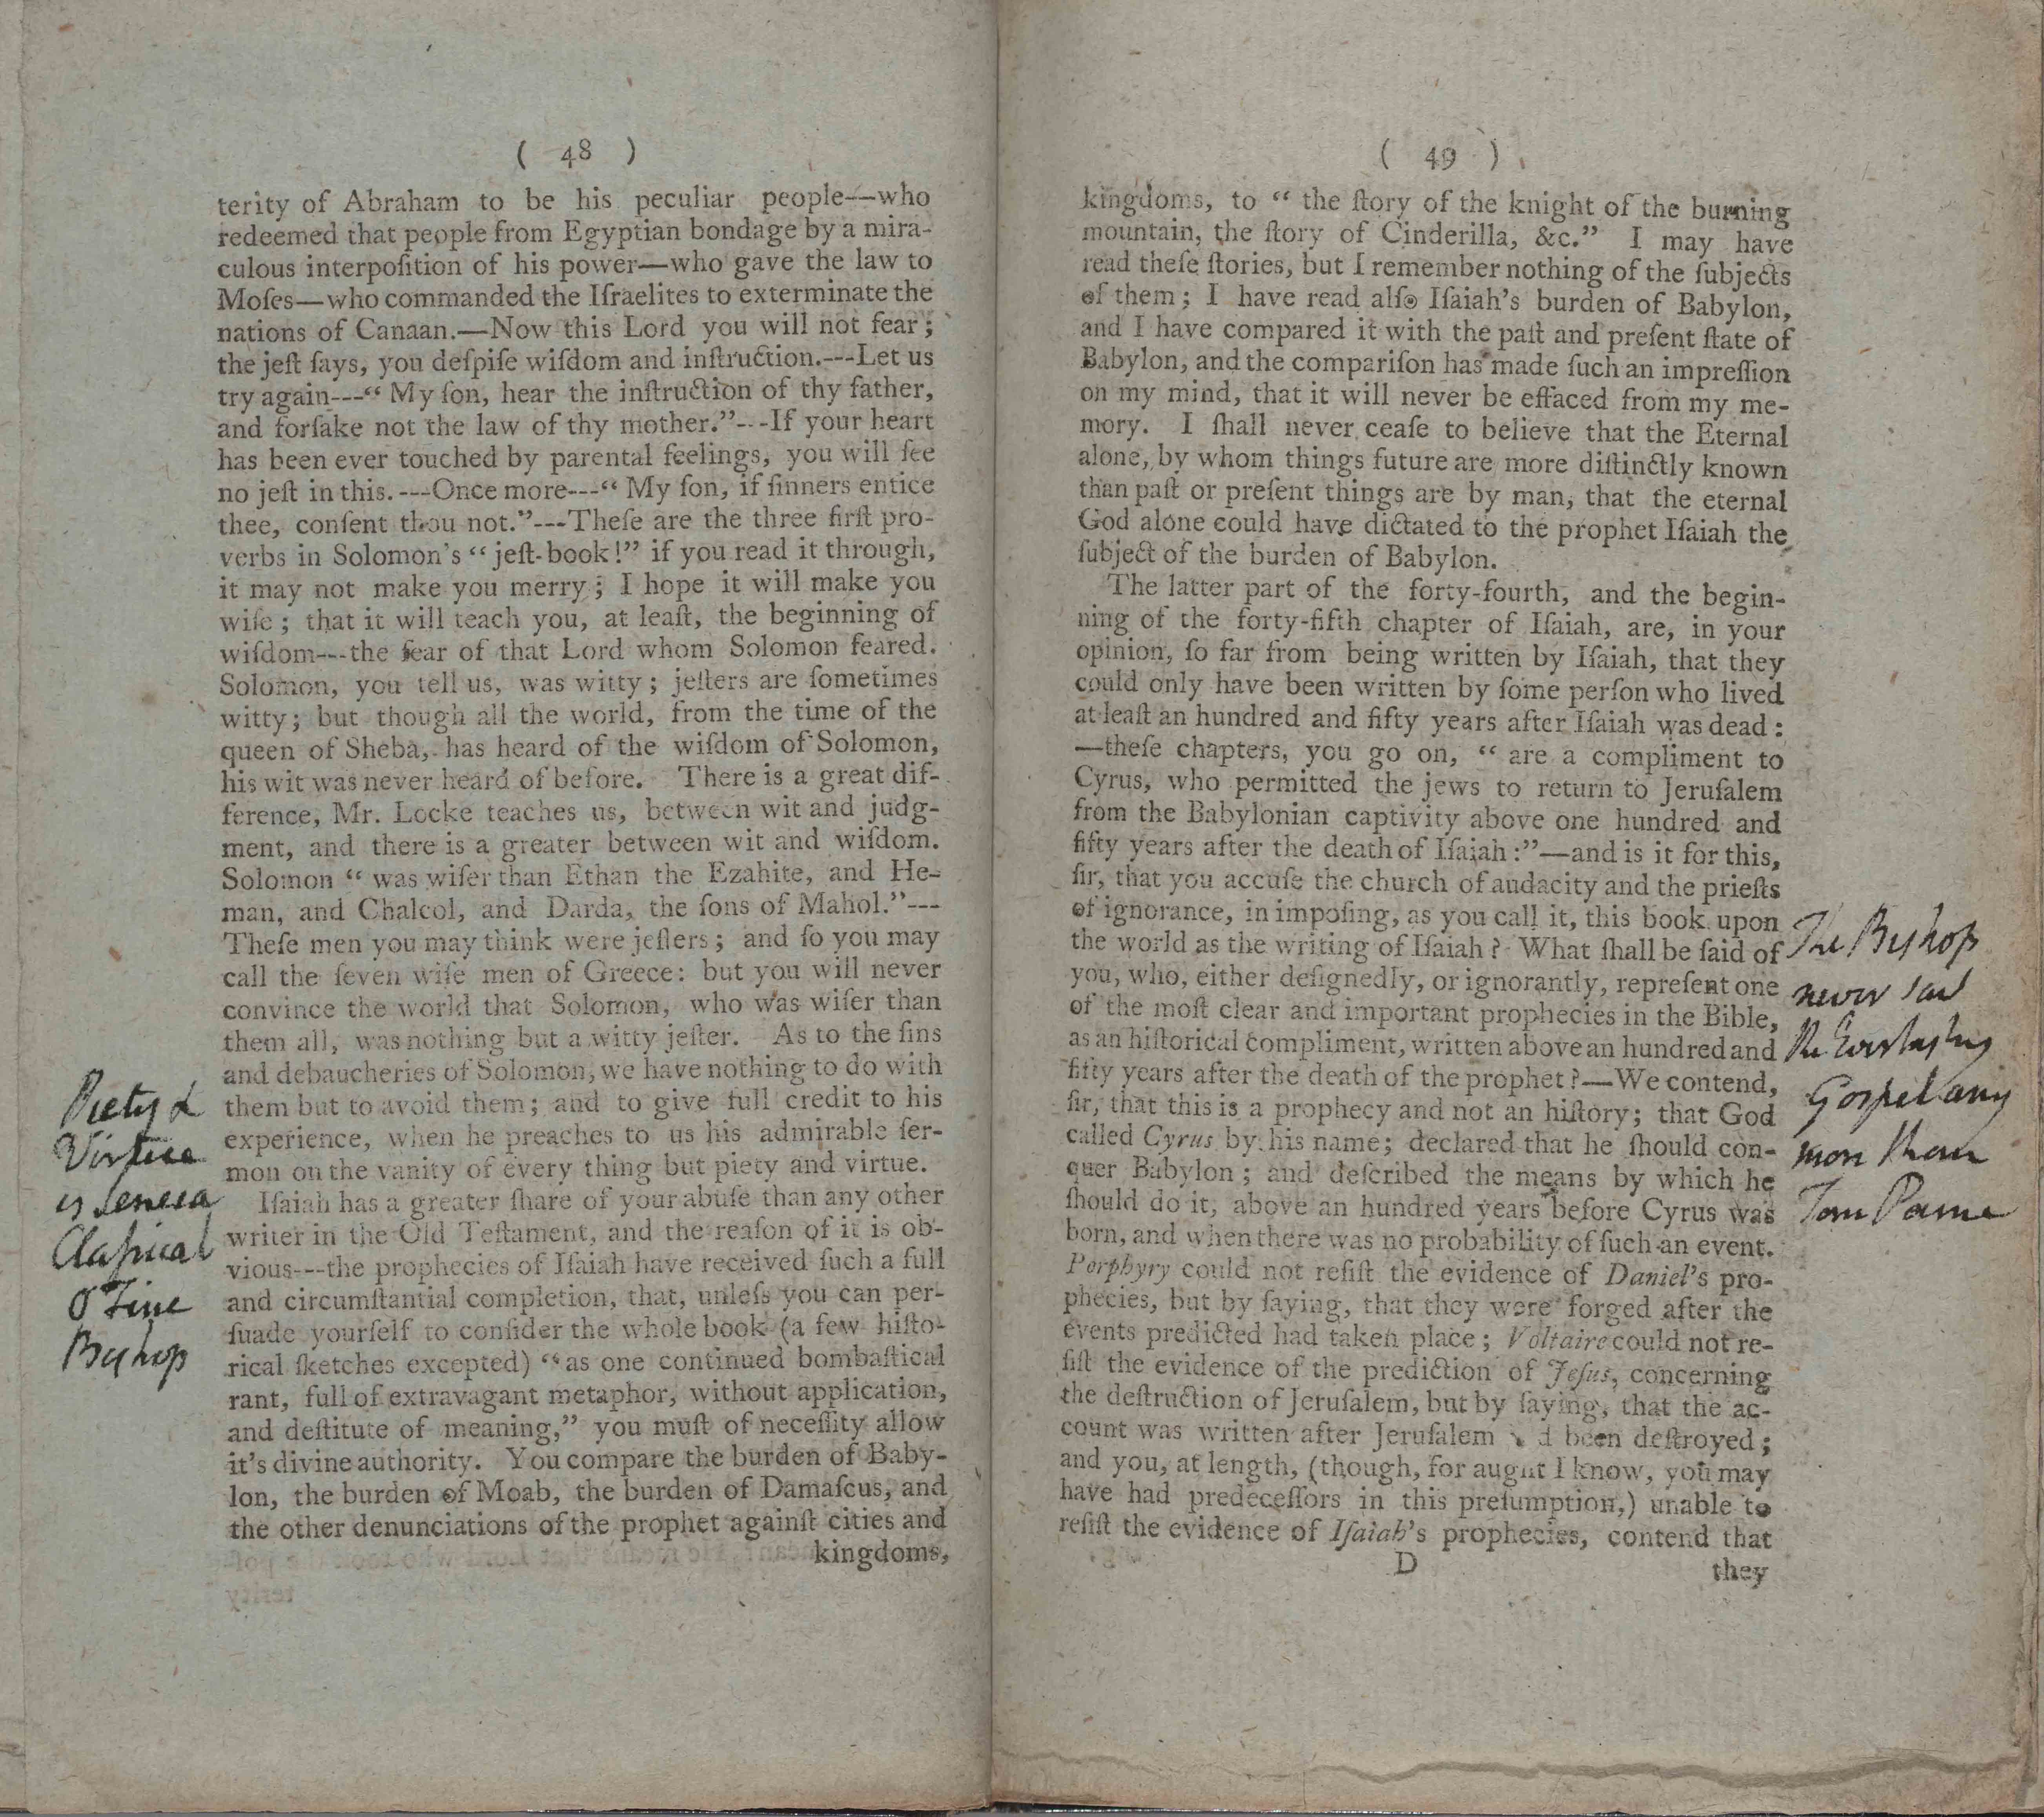 ( 48 )
terity of Abraham to be his peculiar people-—who
redeemed that people from Egyptian bondage by a mira-
culous interpoſition of his power—who gave the law to
Moſes—who commanded the Iſraelites to exterminate the
nations of Canaan.—Now this Lord you will not fear;
the jeſt ſays, you deſpiſe wiſdom and inſtruction.---Let us
try again---“ My ſon, hear the inſtruction of thy father,
and forſake not the law of thy mother.”---If your heart
has been ever touched by parental feelings, you will ſee
no jeſt in this.---Once more---“ My ſon, if ſinners entice
thee, conſent thou not.”---Theſe are the three firſt pro-
verbs in Solomon's “ jeſt-book!” if you read it through,
it may not make you merry; I hope it will make you
wiſe; that it will teach you, at leaſt, the beginning of
wiſdom---the fear of that Lord whom Solomon feared.
Solomon, you tell us, was witty; jeſters are ſometimes
witty; but though all the world, from the time of the
queen of Sheba, has heard of the wiſdom of Solomon,
his wit was never heard of before. There is a great dif-
ference, Mr. Locke teaches us, between wit and judg-
ment, and there is a greater between wit and wiſdom.
Solomon “ was wiſer than Ethan the Ezahite, and He-
man, and Chalcol, and Darda, the ſons of Mahol.”---
Theſe men you may think were jeſters; and ſo you may
call the ſeven wiſe men of Greece: but you will never
convince the world that Solomon, who was wiſer than
them all, was nothing but a witty jeſter. As to the ſins
and debaucheries of Solomon, we have nothing to do with
them but to avoid them; and to give full credit to his
experience, when he preaches to us his admirable ſer-
mon on the vanity of every thing but piety and virtue.
Iſaiah has a greater ſhare of your abuſe than any other
writer in the Old Teſtament, and the reaſon of it is ob-
vious---the prophecies of Iſaiah have received ſuch a full
and circumſtantial completion, that, unleſs you can per-
ſuade yourſelf to conſider the whole book (a few hiſto-
rical ſketches excepted) “as one continued bombaſtical
rant, full of extravagant metaphor, without application,
and deſtitute of meaning,” you muſt of neceſſity allow
it's divine authority. You compare the burden of Baby-
lon, the burden of Moab, the burden of Damaſcus, and
the other denunciations of the prophet againſt cities and
kingdoms,
Piety &
Virtue
is Seneca
Claſsical
O Fine
Bishop
( 49 )
kingdoms, to “ the ſtory of the knight of the burning
mountain, the ſtory of Cinderilla, &c.” I may have
read theſe ſtories, but I remember nothing of the ſubjects
of them; I have read alſo Iſaiah's burden of Babylon,
and I have compared it with the paſt and preſent ſtate of
Babylon, and the compariſon has made ſuch an impreſſion
on my mind, that it will never be effaced from my me-
mory. I ſhall never ceaſe to believe that the Eternal
alone, by whom things future are more diſtinctly known
than paſt or preſent things are by man, that the eternal
God alone could have dictated to the prophet Iſaiah the
ſubject of the burden of Babylon.
The latter part of the forty-fourth, and the begin-
ning of the forty-fifth chapter of Iſaiah, are, in your
opinion, ſo far from being written by Iſaiah, that they
could only have been written by ſome perſon who lived
at leaſt an hundred and fifty years after Iſaiah was dead:
—theſe chapters, you go on, “ are a compliment to
Cyrus, who permitted the jews to return to Jeruſalem
from the Babylonian captivity above one hundred and
fifty years after the death of Iſaiah:”—and is it for this,
ſir, that you accuſe the church of audacity and the prieſts
of ignorance, in impoſing, as you call it, this book upon
the world as the writing of Iſaiah? What ſhall be ſaid of
you, who, either deſignedly, or ignorantly, repreſent one
of the moſt clear and important prophecies in the Bible,
as an hiſtorical compliment, written above an hundred and
fifty years after the death of the prophet?—We contend,
ſir, that this is a prophecy and not an hiſtory; that God
called Cyrus by his name; declared that he ſhould con-
quer Babylon; and deſcribed the means by which he
ſhould do it, above an hundred years before Cyrus was
born, and when there was no probability of ſuch an event.
Porphyry could not reſiſt the evidence of Daniel's pro-
phecies, but by ſaying, that they were forged after the
events predicted had taken place; Voltaire could not re-
ſiſt the evidence of the prediction of Jeſus, concerning
the deſtruction of Jeruſalem, but by ſaying, that the ac-
count was written after Jeruſalem had been deſtroyed;
and you, at length, (though, for aught I know, you may
have had predeceſſors in this preſumption,) unable to
reſiſt the evidence of Iſaiah's prophecies, contend that
D
they
The Bishop
never saw
the Everlasting
Gospel any
more than
Tom Paine